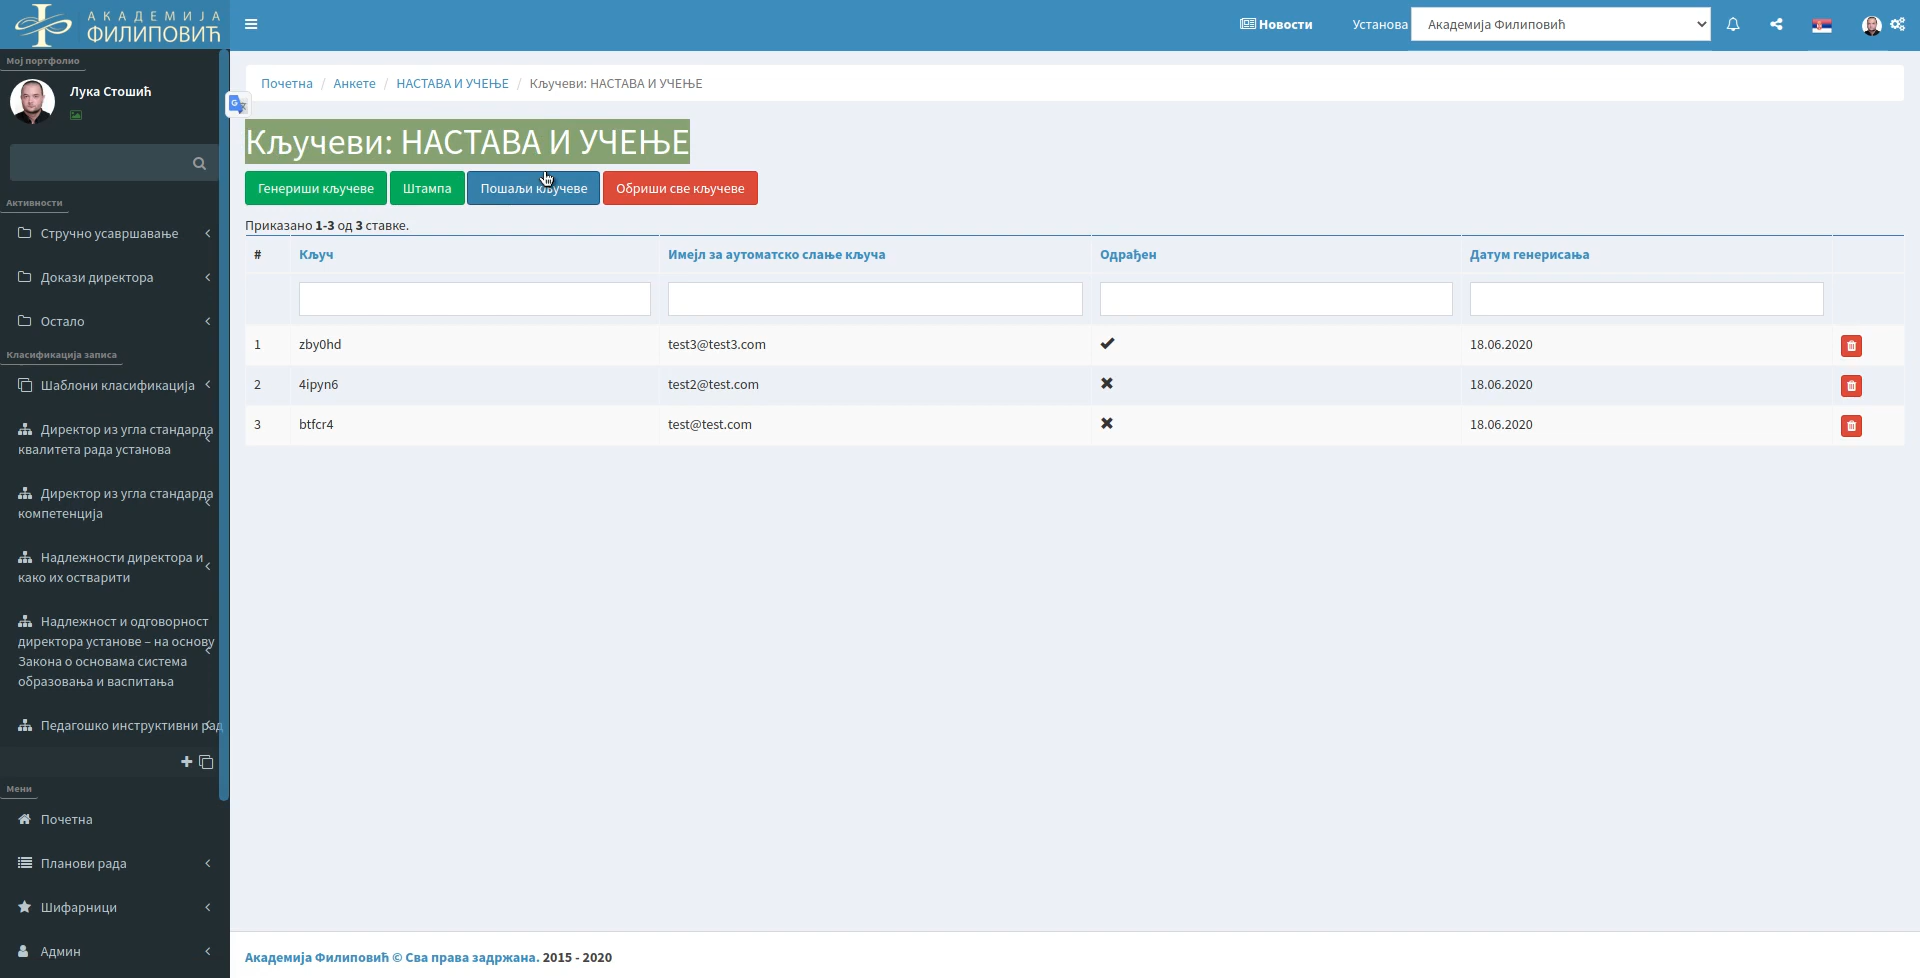 АКАДЕМИЈА
ФИЛИПОВИЋ
Новости
Установа
Академија Филиповић
Мој портфолио
Лука Стошић
Активности
Стручно усавршавање
Докази директора
Остало
Класификација записа
Шаблони класификација
Директор из угла стандарда
квалитета рада установа
Директор из угла стандарда
компетенција
Надлежности директора и
како их остварити
Надлежност и одговорност
директора установе – на основу
Закона о основама система
образовања и васпитања
Педагошко инструктивни рад
Мени
Почетна
Планови рада
Шифарници
Админ
Почетна / Анкете / НАСТАВА И УЧЕЊЕ / Кључеви: НАСТАВА И УЧЕЊЕ
Кључеви: НАСТАВА И УЧЕЊЕ
Генериши кључеве Штампа Пошаљи кључеве Обриши све кључеве
Приказано 1-3 од 3 ставке.
# Кључ Имејл за аутоматско слање кључа Одрађен Датум генерисања
1 zby0hd test3@test3.com 18.06.2020
2 4ipyn6 test2@test.com 18.06.2020
3 btfcr4 test@test.com 18.06.2020
Академија Филиповић © Сва права задржана. 2015 - 2020